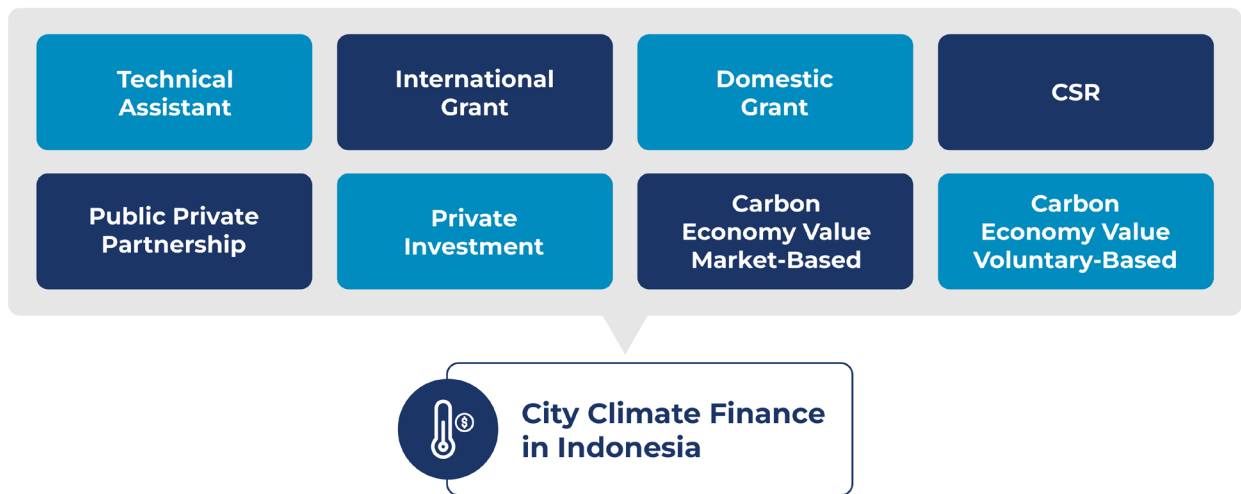 Technical
Assistant
International
Grant
Domestic
Grant
CSR
Public Private
Partnership
Private
Investment
Carbon
Economy Value
Market-Based
Carbon
Economy Value
Voluntary-Based
$
City Climate Finance
in Indonesia